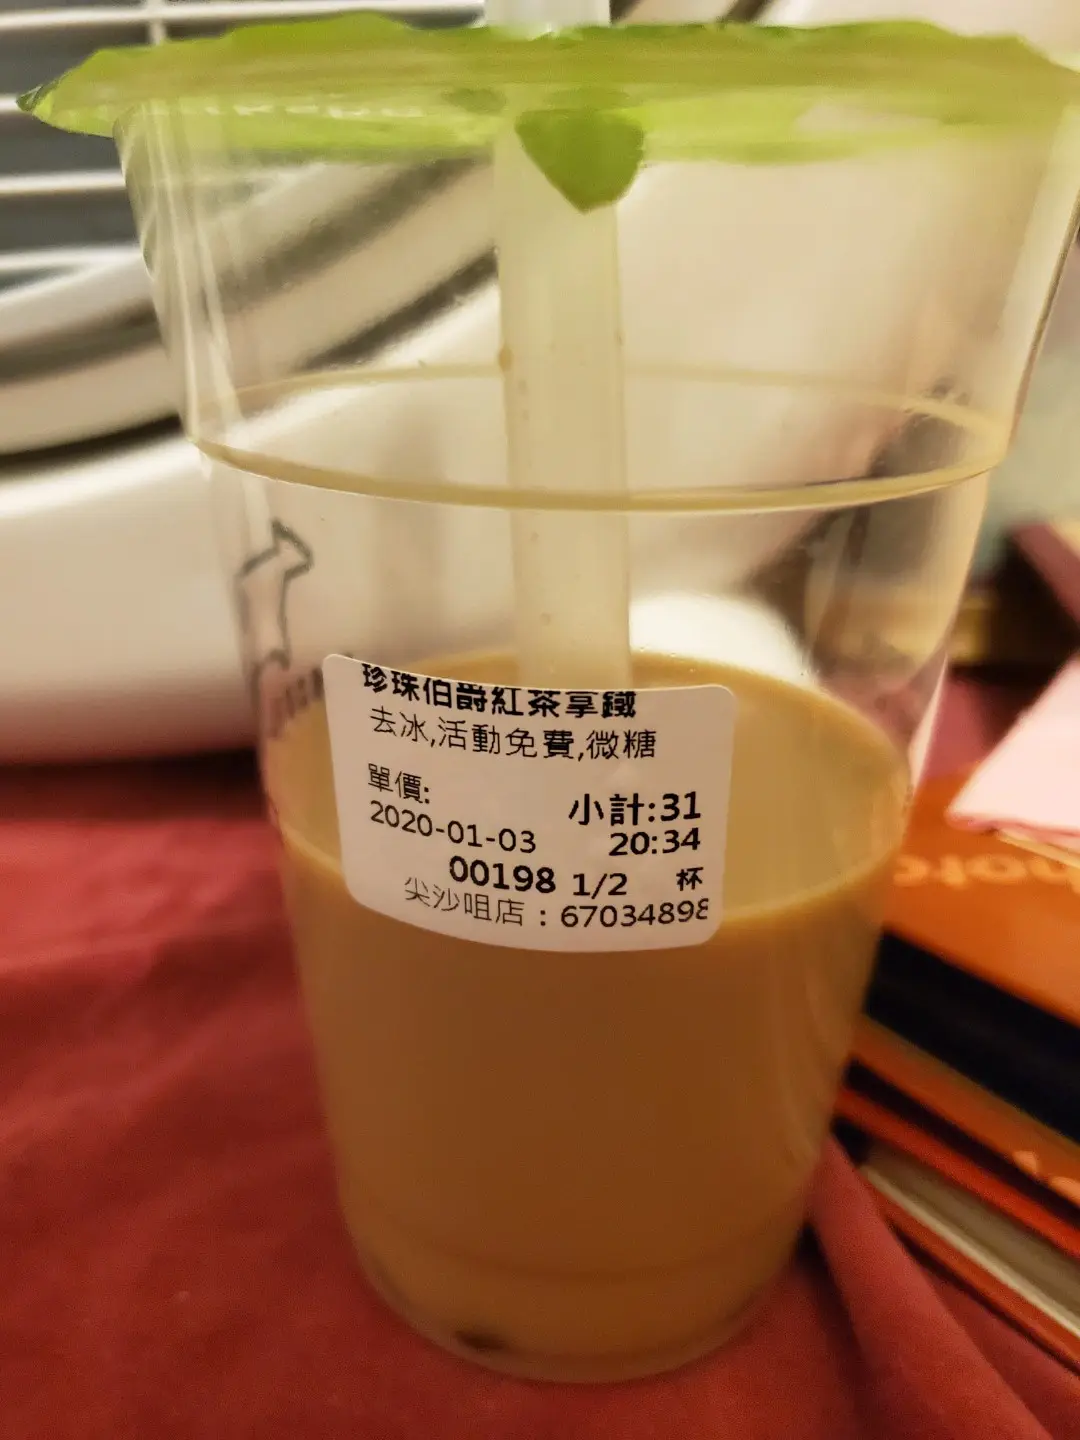 珍珠伯爵紅茶拿鐵
去冰,活動免費,微糖
單價: 小計:31
2020-01-03 20:34
00198 1/2 杯
尖沙咀店：67034898